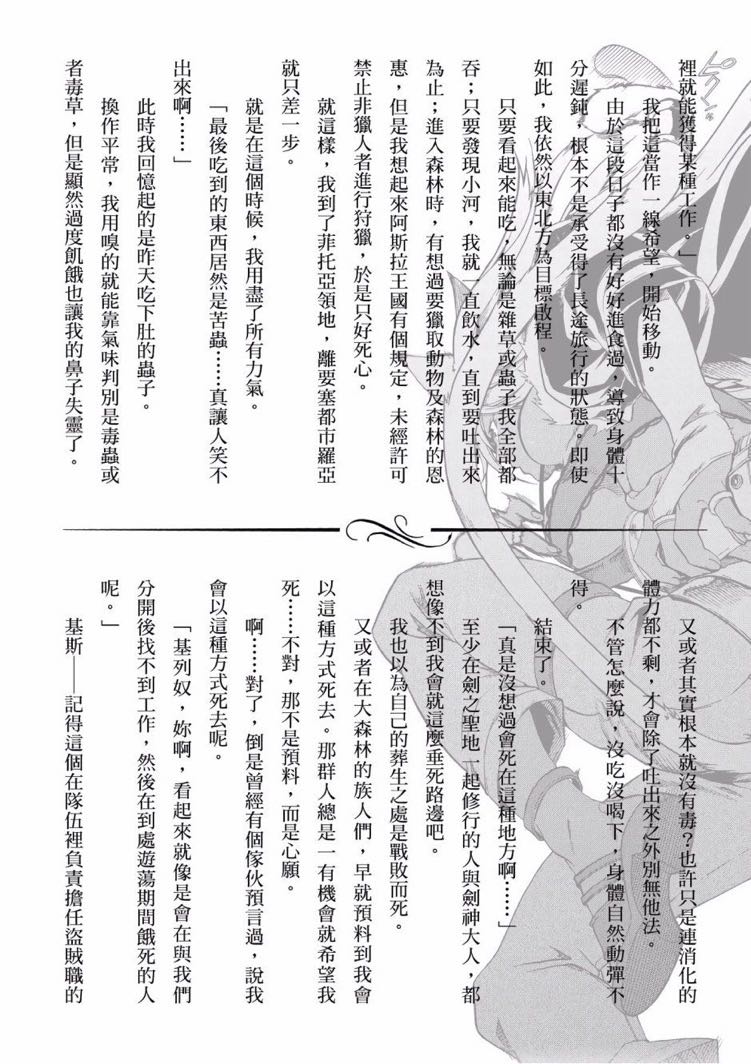 裡就能獲得某種工作。」
　我把這當作一線希望，開始移動。
　由於這段日子都沒有好好進食過，導致身體十
分遲鈍，根本不是承受得了長途旅行的狀態。即使
如此，我依然以東北方為目標啟程。
　只要看起來能吃，無論是雜草或蟲子我全部都
吞；只要發現小河，我就一直飲水，直到要吐出來
為止；進入森林時，有想過要獵取動物及森林的恩
惠，但是我想起來阿斯拉王國有個規定，未經許可
禁止非獵人者進行狩獵，於是只好死心。
　就這樣，我到了菲托亞領地，離要塞都市羅亞
就只差一步。
　就是在這個時候，我用盡了所有力氣。
　「最後吃到的東西居然是苦蟲……真讓人笑不
出來啊……」
　此時我回憶起的是昨天吃下肚的蟲子。
　換作平常，我用嗅的就能靠氣味判別是毒蟲或
者毒草，但是顯然過度飢餓也讓我的鼻子失靈了。
　又或者其實根本就沒有毒？也許只是連消化的
體力都不剩，才會除了吐出來之外別無他法。
　不管怎麼說，沒吃沒喝下，身體自然動彈不
得。
　結束了。
　「真是沒想過會死在這種地方啊……」
　至少在劍之聖地一起修行的人與劍神大人，都
想像不到我會就這麼垂死路邊吧。
　我也以為自己的葬生之處是戰敗而死。
　又或者在大森林的族人們，早就預料到我會
以這種方式死去。那群人總是一有機會就希望我
死……不對，那不是預料，而是心願。
　啊……對了，倒是曾經有個傢伙預言過，說我
會以這種方式死去呢。
　「基列奴，妳啊，看起來就像是會在與我們
分開後找不到工作，然後在到處遊蕩期間餓死的人
呢。」
　基斯——記得這個在隊伍裡負責擔任盜賊職的